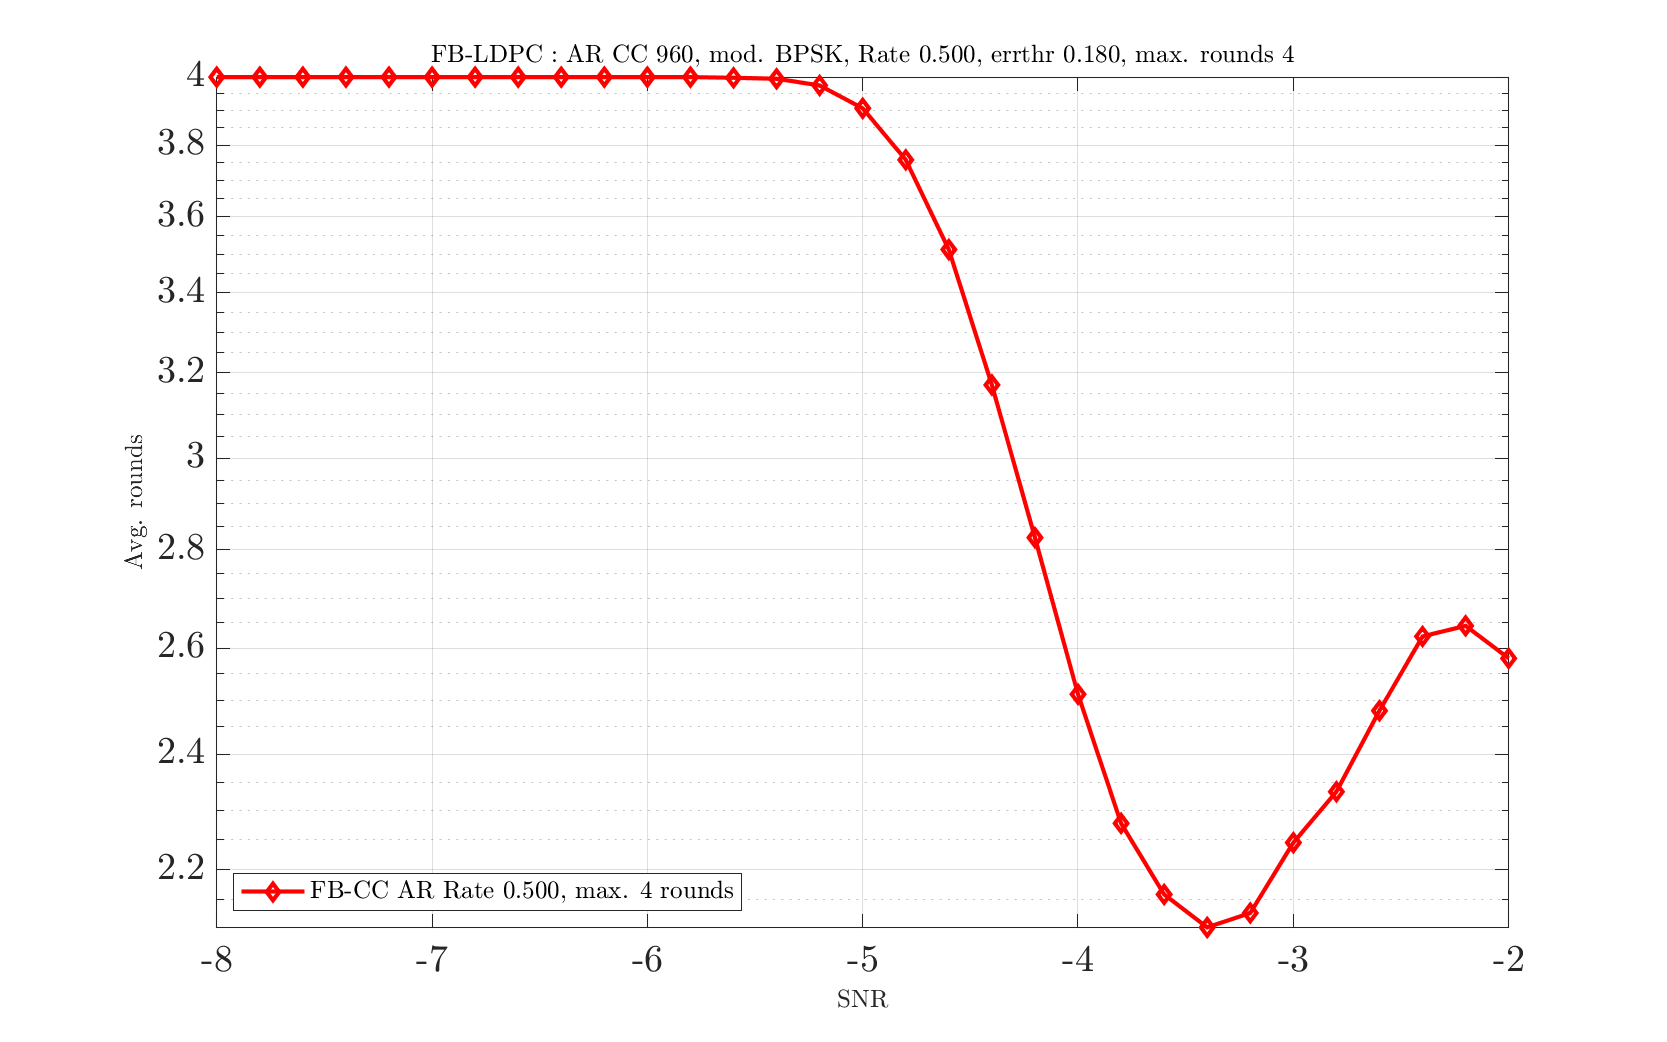 FB-LDPC : AR CC 960, mod. BPSK, Rate 0.500, errthr 0.180, max. rounds 4
4
3.8
3.6
3.4
3.2
3
2.8
2.6
2.4
2.2
Avg. rounds
FB-CC AR Rate 0.500, max. 4 rounds
-8 -7 -6 -5 -4 -3 -2
SNR